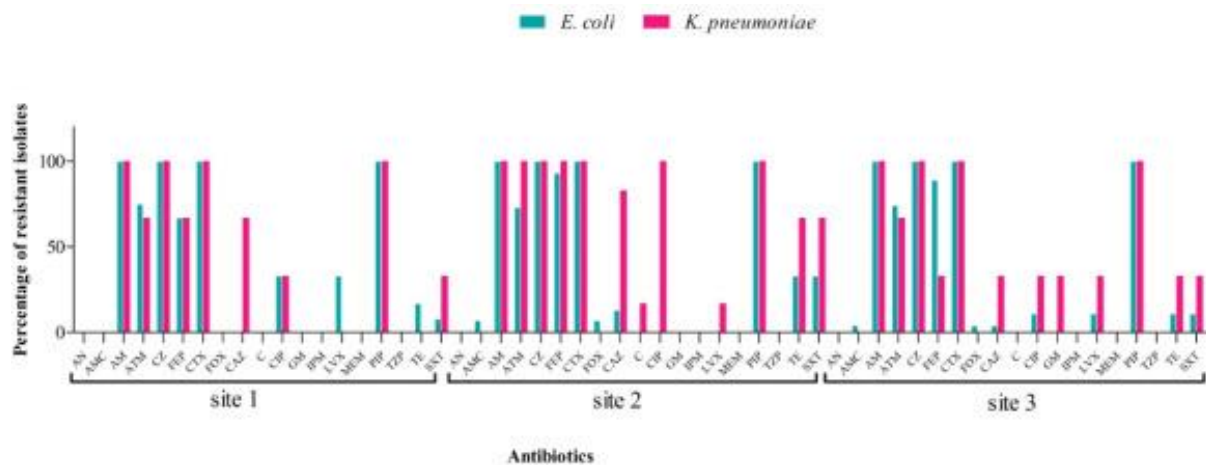 E. coli K. pneumoniae
Percentage of resistant isolates
100
50
0
AN AMC AM ATM CZ FEP CTX FOX CAZ C CIP GM IPM LVX MEM PIP TZP TE SXT AN AMC AM ATM CZ FEP CTX FOX CAZ C CIP GM IPM LVX MEM PIP TZP TE SXT AN AMC AM ATM CZ FEP CTX FOX CAZ C CIP GM IPM LVX MEM PIP TZP TE SXT
site 1 site 2 site 3
Antibiotics